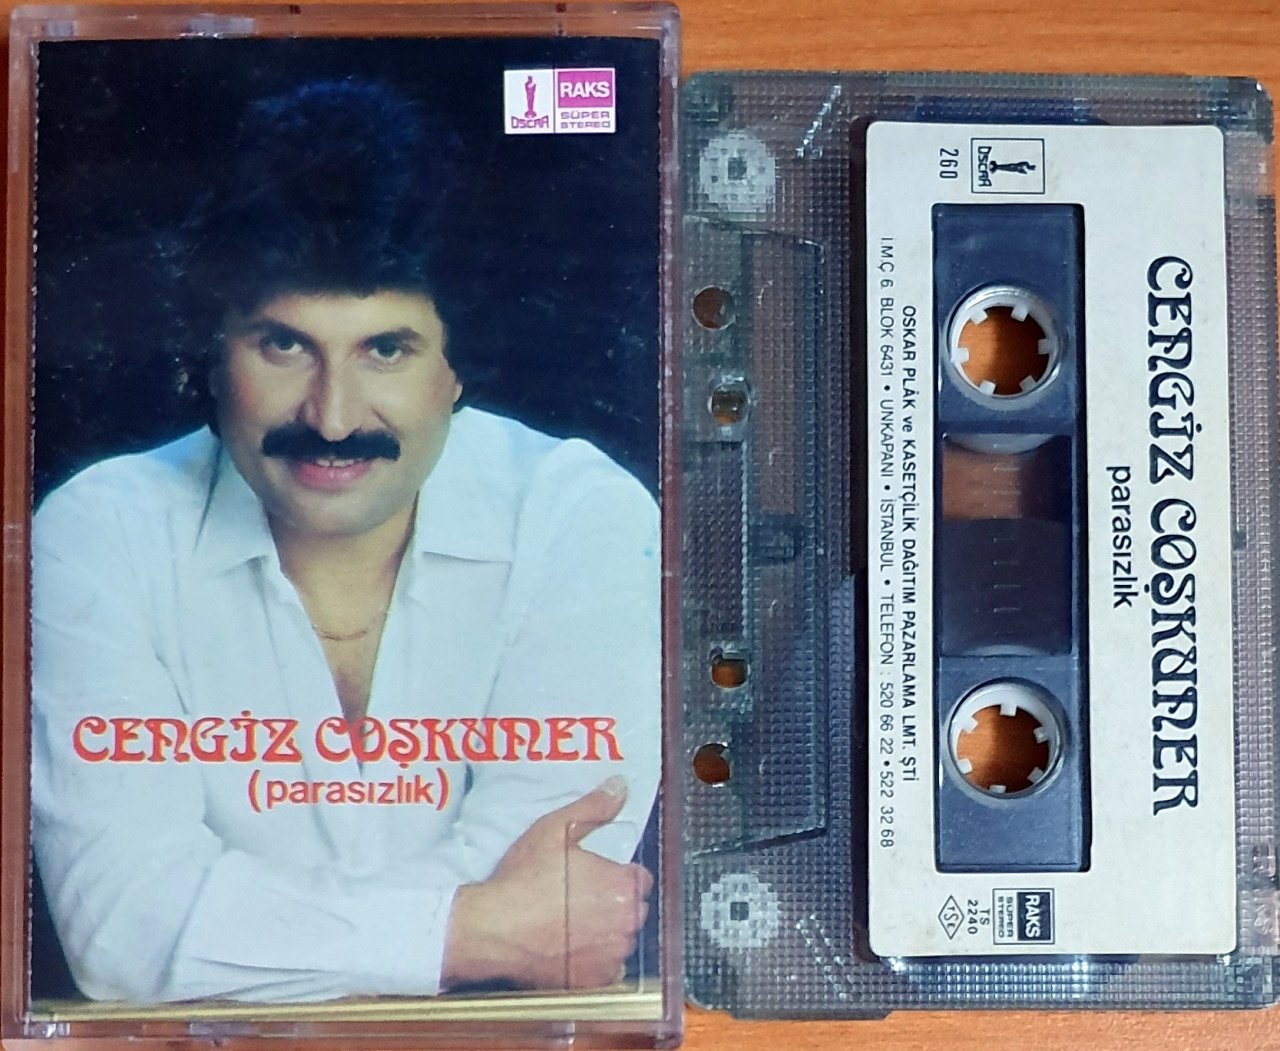 OSCAR
RAKS
SÜPER
STEREO
CENGİZ COŞKUNER
(parasızlık)
OSCAR
260
CENGİZ COŞKUNER
parasızlık
OSKAR PLÂK ve KASETÇİLİK DAĞITIM PAZARLAMA LMT. ŞTİ
İ.M.Ç 6. BLOK 6431 • UNKAPANI • İSTANBUL • TELEFON : 520 66 22 • 522 32 68
RAKS
SÜPER
STEREO
TS
2240
TSE